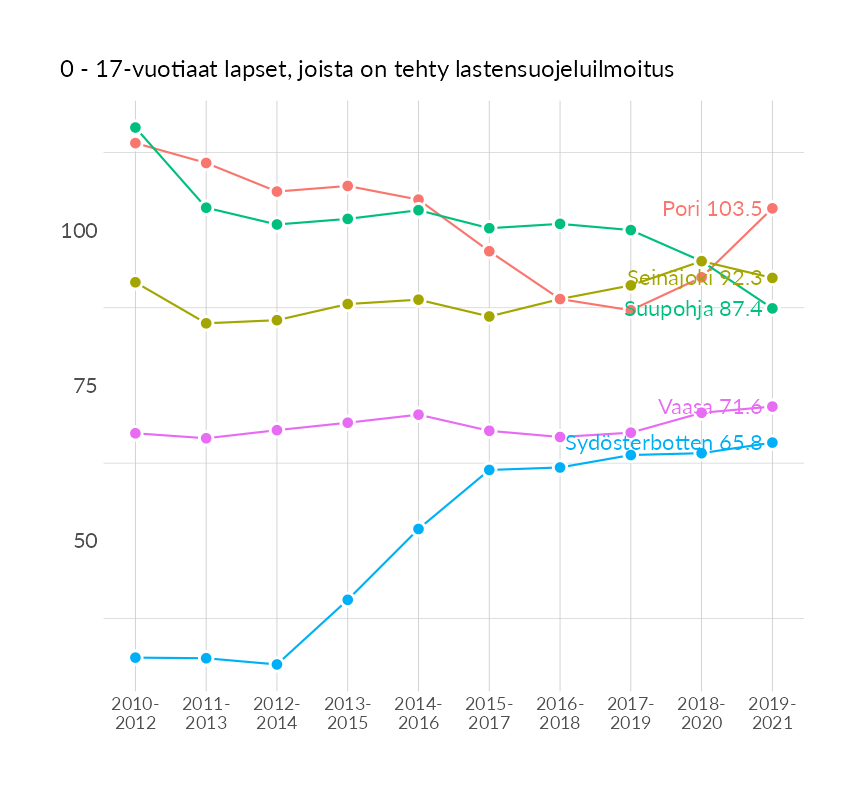 0 - 17-vuotiaat lapset, joista on tehty lastensuojeluilmoitus
Pori 103.5
100
Seinäjoki 92.3
Suupohja 87.4
75
Vaasa 71.6
Sydösterbotten 65.8
50
2010- 2011- 2012- 2013- 2014- 2015- 2016- 2017- 2018- 2019-
2012 2013 2014 2015 2016 2017 2018 2019 2020 2021